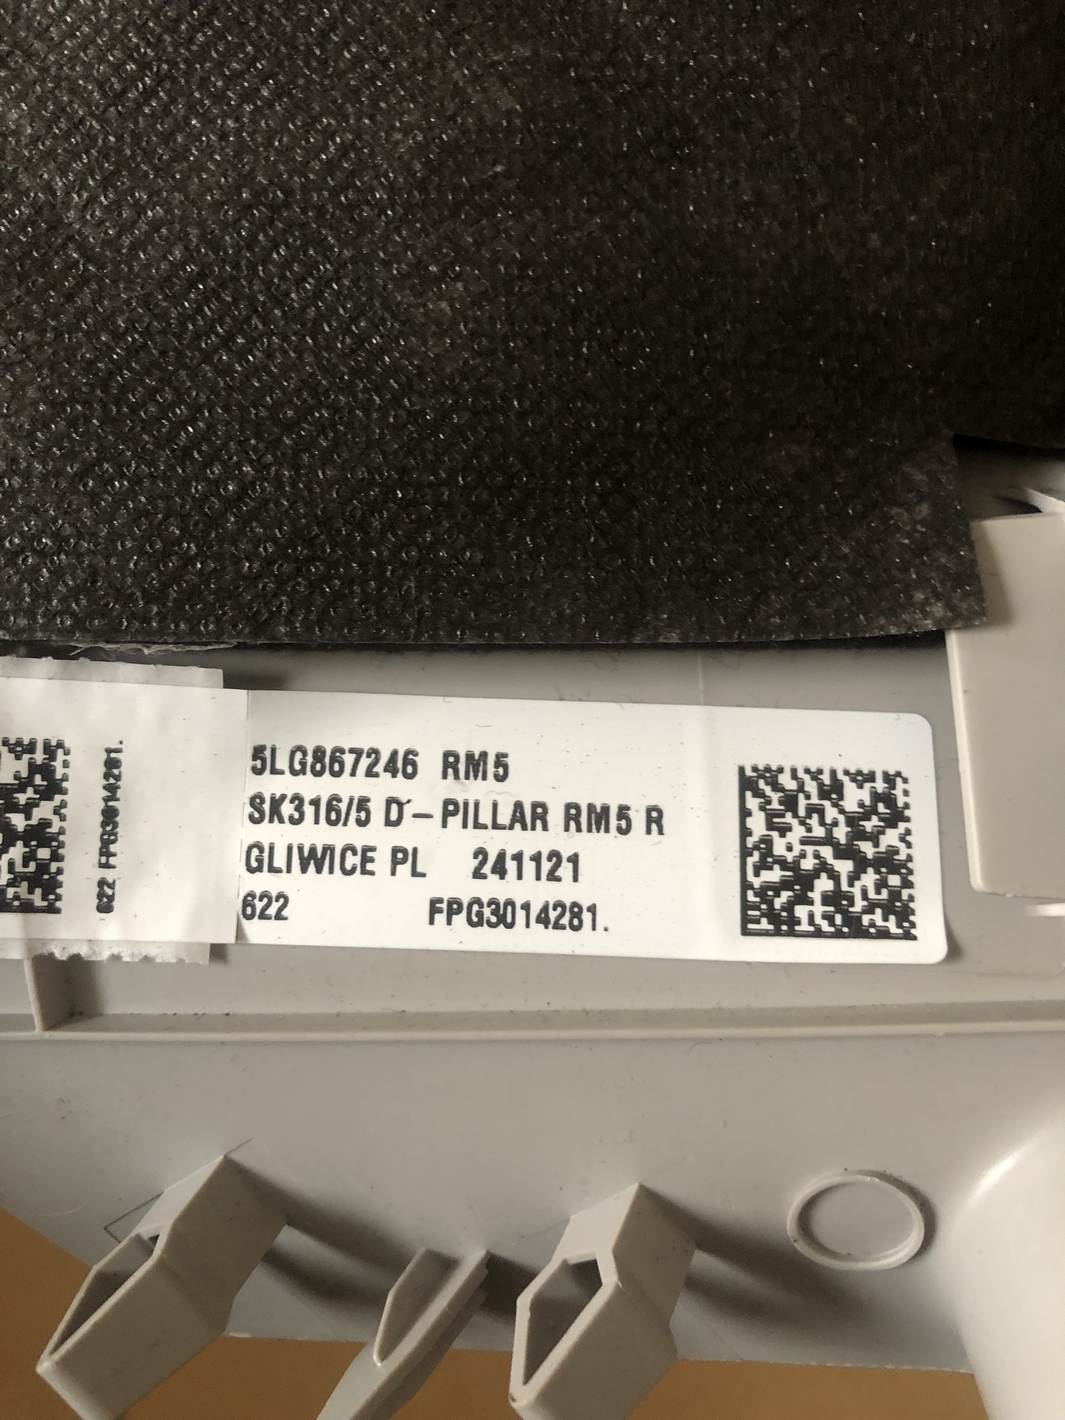 5LG867246 RM5
SK316/5 D-PILLAR RM5 R
GLIWICE PL 241121
622 FPG3014281.
622 FPG3014281.